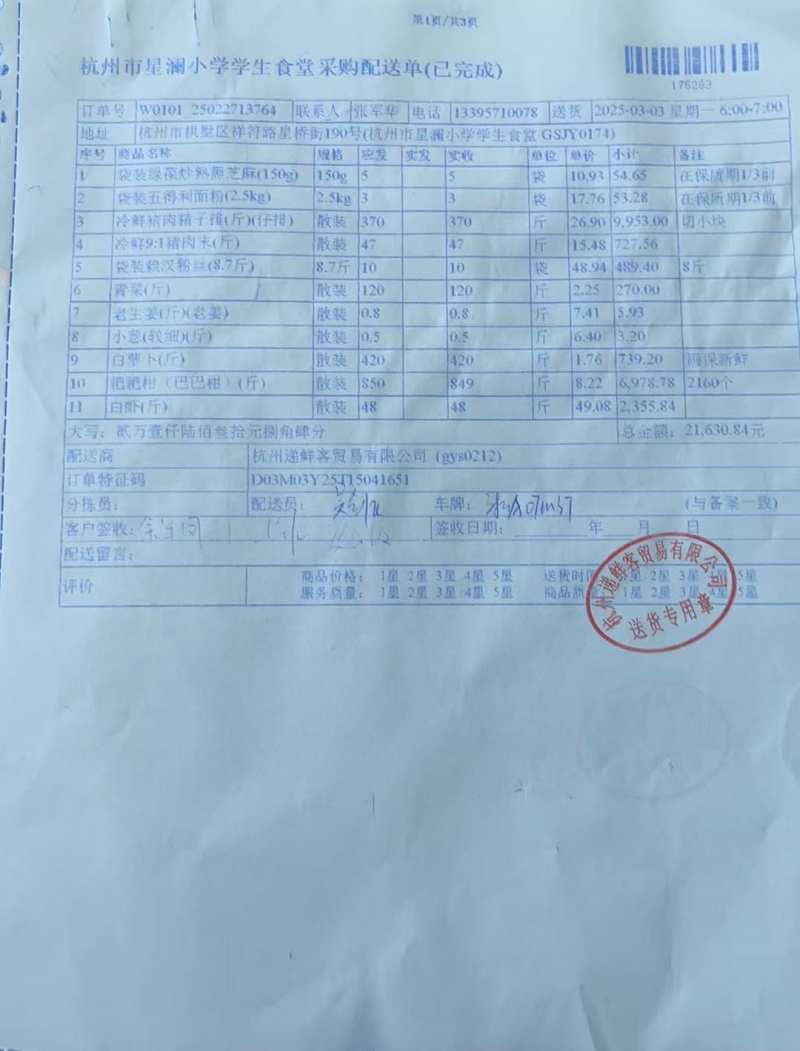 第1页/共3页
杭州市星澜小学学生食堂采购配送单(已完成)
175283
订单号 W0101_25022713764 联系人 张军华 电话 13395710078 送货 2025-03-03 星期一 6:00-7:00
地址 杭州市拱墅区祥符路星桥街190号(杭州市星澜小学学生食堂 GSJY0174)
序号 商品名称 规格 应发 实发 实收 单位 单价 小计 备注
1 袋装绿菜炒熟黑芝麻(150g) 150g 5 5 袋 10.93 54.65 在保质期1/3前
2 袋装五得利面粉(2.5kg) 2.5kg 3 3 袋 17.76 53.28 在保质期1/3前
3 冷鲜猪肉精子排(斤)(仔排) 散装 370 370 斤 26.90 9,953.00 切小块
4 冷鲜9:1猪肉末(斤) 散装 47 47 斤 15.48 727.56
5 袋装粮汉粉丝(8.7斤) 8.7斤 10 10 袋 48.94 489.40 8斤
6 青菜(斤) 散装 120 120 斤 2.25 270.00
7 老生姜(斤)(老姜) 散装 0.8 0.8 斤 7.41 5.93
8 小葱(较细)(斤) 散装 0.5 0.5 斤 6.40 3.20
9 白萝卜(斤) 散装 420 420 斤 1.76 739.20 确保新鲜
10 粑粑柑（巴巴柑）(斤) 散装 850 849 斤 8.22 6,978.78 2160个
11 白虾(斤) 散装 48 48 斤 49.08 2,355.84
大写：贰万壹仟陆佰叁拾元捌角肆分 总金额：21,630.84元
配送商 杭州递鲜客贸易有限公司 (gys0212)
订单特征码 D03M03Y25T15041651
分拣员： 配送员： 车牌： (与备案一致)
客户签收： 签收日期： 年 月 日
配送留言：
评价 商品价格： 1星 2星 3星 4星 5星 送货时间 1星 2星 3星 4星 5星
服务质量： 1星 2星 3星 4星 5星 商品质量 1星 2星 3星 4星 5星
杭州递鲜客贸易有限公司
送货专用章